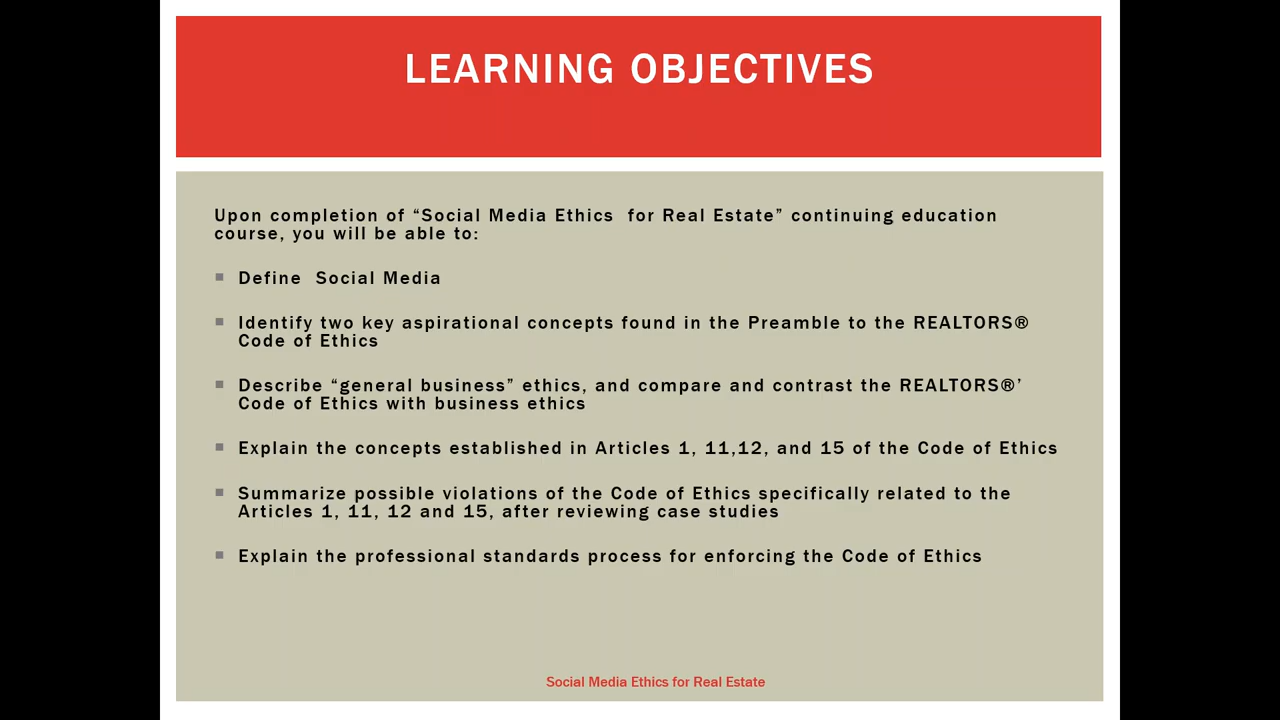 LEARNING OBJECTIVES
Upon completion of “Social Media Ethics  for Real Estate” continuing education
course, you will be able to:
Define  Social Media
Identify two key aspirational concepts found in the Preamble to the REALTORS®
Code of Ethics
Describe “general business” ethics, and compare and contrast the REALTORS®’
Code of Ethics with business ethics
Explain the concepts established in Articles 1, 11,12, and 15 of the Code of Ethics
Summarize possible violations of the Code of Ethics specifically related to the
Articles 1, 11, 12 and 15, after reviewing case studies
Explain the professional standards process for enforcing the Code of Ethics
Social Media Ethics for Real Estate